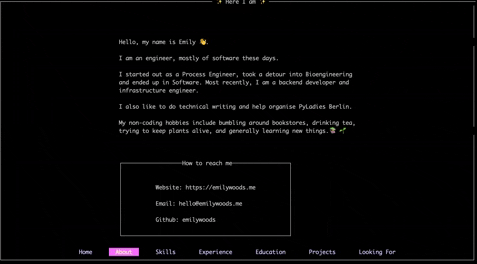 ✨ Here I am ✨
Hello, my name is Emily 👋.
I am an engineer, mostly of software these days.
I started out as a Process Engineer, took a detour into Bioengineering
and ended up in Software. Most recently, I am a backend developer and
infrastructure engineer.
I also like to do technical writing and help organise PyLadies Berlin.
My non-coding hobbies include bumbling around bookstores, drinking tea,
trying to keep plants alive, and generally learning new things.📚 🌱
How to reach me
Website: https://emilywoods.me
Email: hello@emilywoods.me
Github: emilywoods
Home About Skills Experience Education Projects Looking For